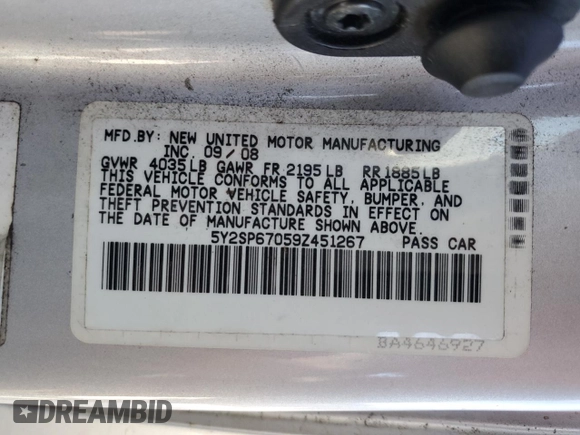 MFD.BY: NEW UNITED MOTOR MANUFACTURING
INC 09/08
GVWR 4035LB GAWR FR 2195LB RR1885LB
THIS VEHICLE CONFORMS TO ALL APPLICABLE
FEDERAL MOTOR VEHICLE SAFETY, BUMPER, AND
THEFT PREVENTION STANDARDS IN EFFECT ON
THE DATE OF MANUFACTURE SHOWN ABOVE.
5Y2SP67059Z451267 PASS CAR
BA4646927
DREAMBID